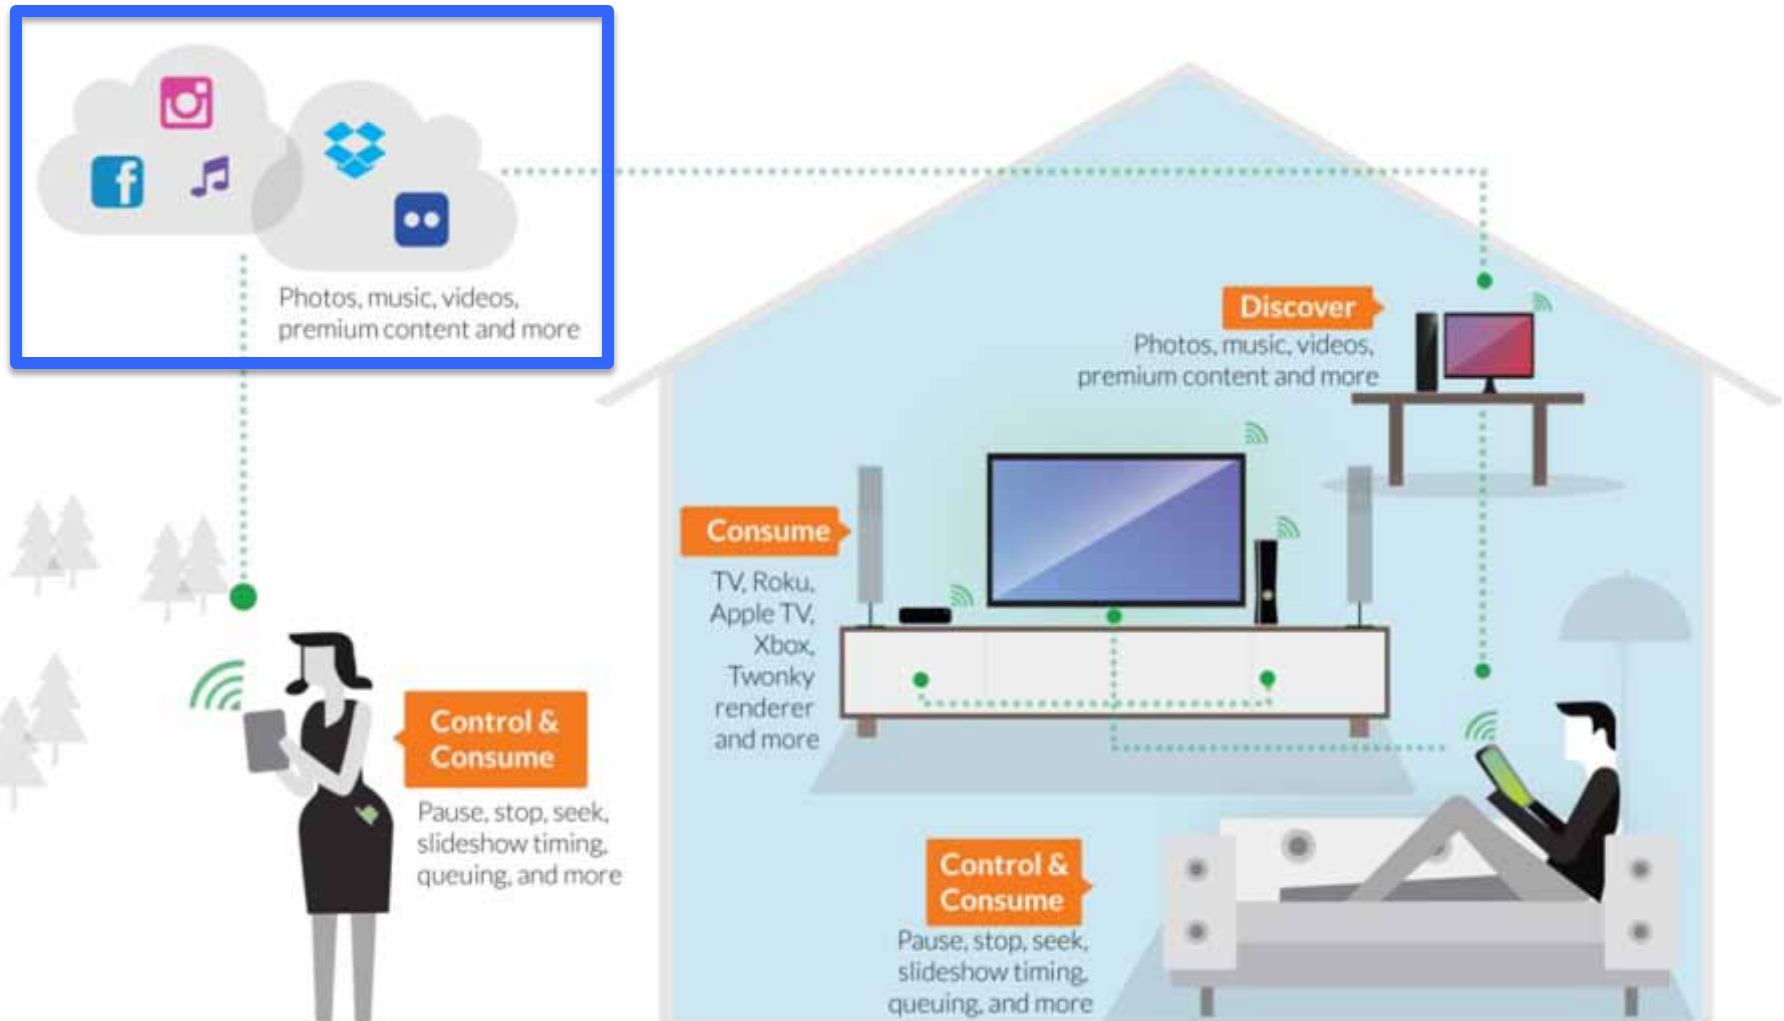 Photos, music, videos,
premium content and more
Discover
Photos, music, videos,
premium content and more
Consume
TV, Roku,
Apple TV,
Xbox,
Twonky
renderer
and more
Control &
Consume
Pause, stop, seek,
slideshow timing,
queuing, and more
Control &
Consume
Pause, stop, seek,
slideshow timing,
queuing, and more